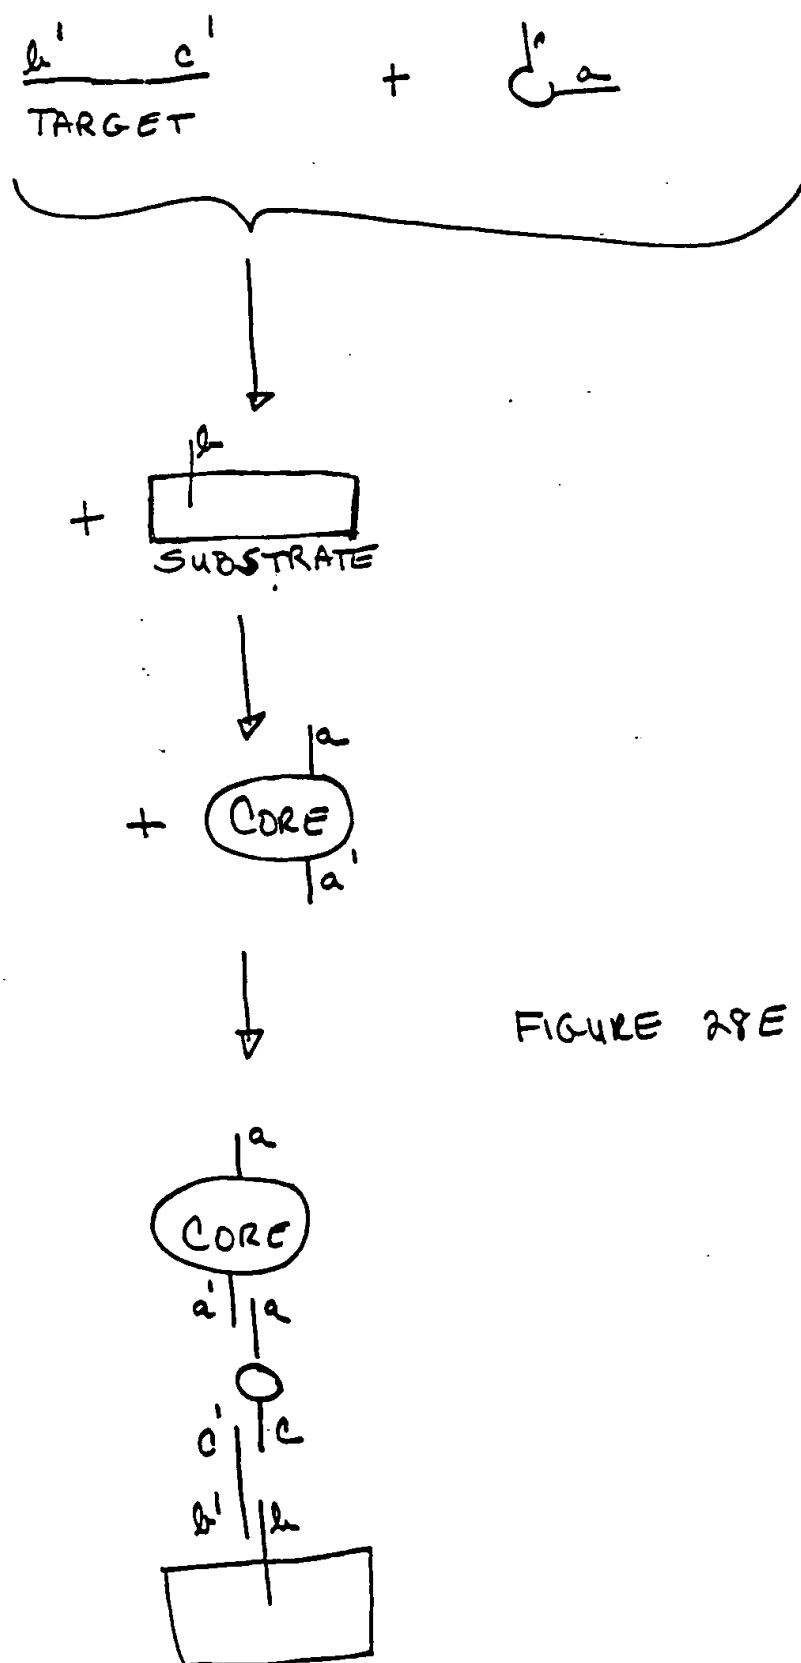 b' c'
+ c a
TARGET
b
+
SUBSTRATE
a
+ CORE
a'
FIGURE 28E
a
CORE
a' a
c' c
b' b